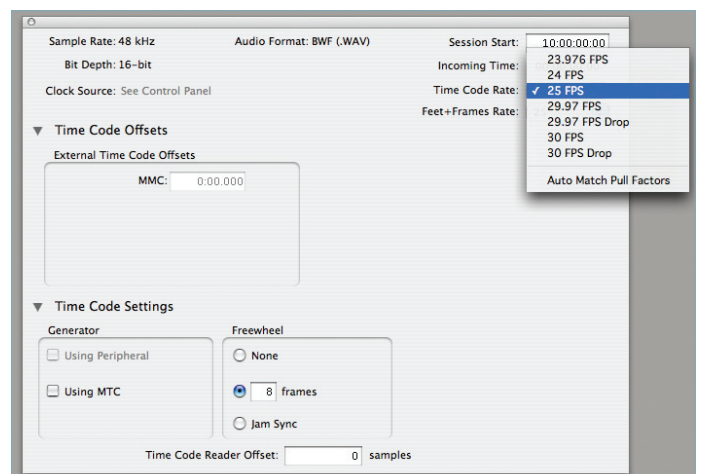 Sample Rate: 48 kHz Audio Format: BWF (.WAV) Session Start: 10:00:00:00
Bit Depth: 16-bit Incoming Time:
Clock Source: See Control Panel Time Code Rate:
Feet+Frames Rate:
23.976 FPS
24 FPS
✓ 25 FPS
29.97 FPS
29.97 FPS Drop
30 FPS
30 FPS Drop
Auto Match Pull Factors
▼ Time Code Offsets
External Time Code Offsets
MMC: 0:00.000
▼ Time Code Settings
Generator Freewheel
Using Peripheral None
Using MTC 8 frames
Jam Sync
Time Code Reader Offset: 0 samples